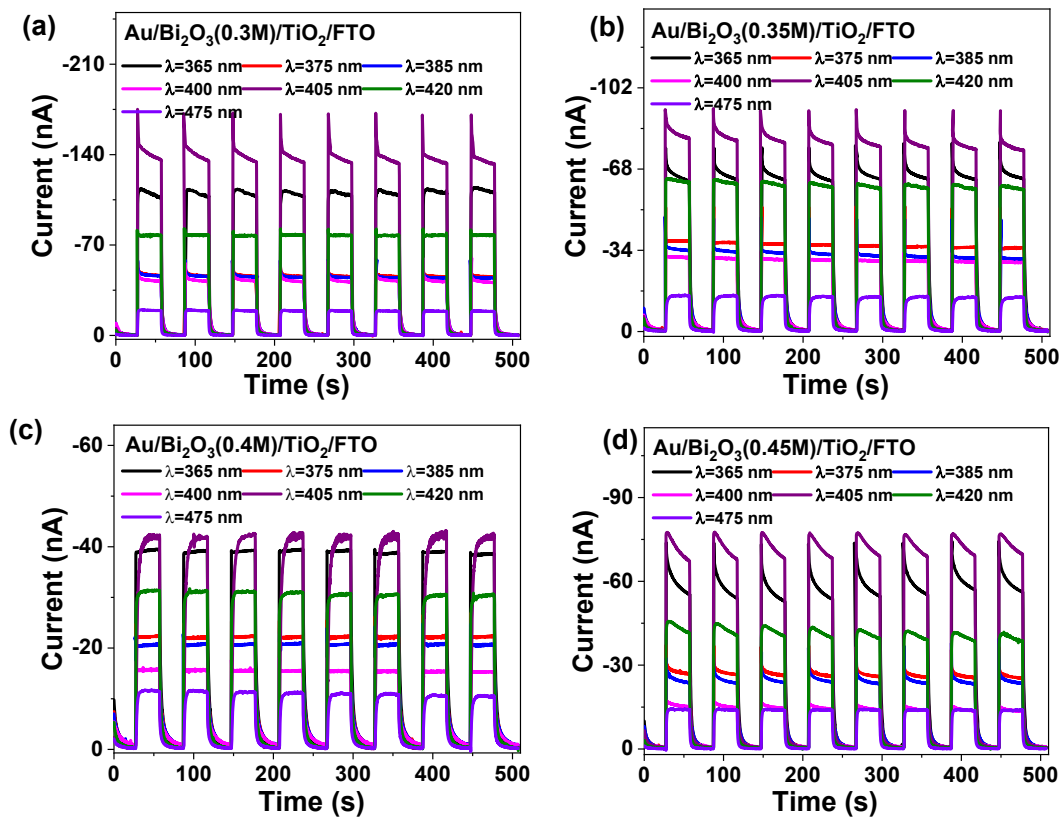 (a)
Au/Bi₂O₃(0.3M)/TiO₂/FTO
λ=365 nm λ=375 nm λ=385 nm
λ=400 nm λ=405 nm λ=420 nm
λ=475 nm
Current (nA)
-210
-140
-70
0
0 100 200 300 400 500
Time (s)
(b)
Au/Bi₂O₃(0.35M)/TiO₂/FTO
λ=365 nm λ=375 nm λ=385 nm
λ=400 nm λ=405 nm λ=420 nm
λ=475 nm
Current (nA)
-102
-68
-34
0
0 100 200 300 400 500
Time (s)
(c)
Au/Bi₂O₃(0.4M)/TiO₂/FTO
λ=365 nm λ=375 nm λ=385 nm
λ=400 nm λ=405 nm λ=420 nm
λ=475 nm
Current (nA)
-60
-40
-20
0
0 100 200 300 400 500
Time (s)
(d)
Au/Bi₂O₃(0.45M)/TiO₂/FTO
λ=365 nm λ=375 nm λ=385 nm
λ=400 nm λ=405 nm λ=420 nm
λ=475 nm
Current (nA)
-90
-60
-30
0
0 100 200 300 400 500
Time (s)